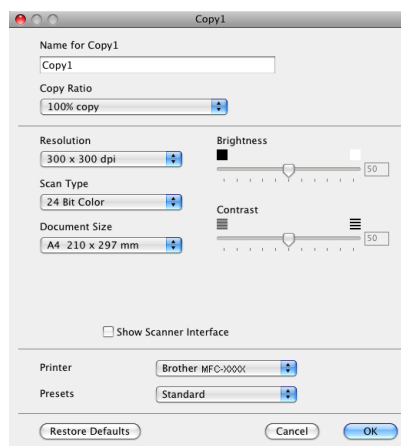 Copy1
Name for Copy1
Copy1
Copy Ratio
100% copy
Resolution
300 x 300 dpi
Scan Type
24 Bit Color
Document Size
A4 210 x 297 mm
Brightness
50
Contrast
50
Show Scanner Interface
Printer
Brother MFC-XXXX
Presets
Standard
Restore Defaults
Cancel
OK